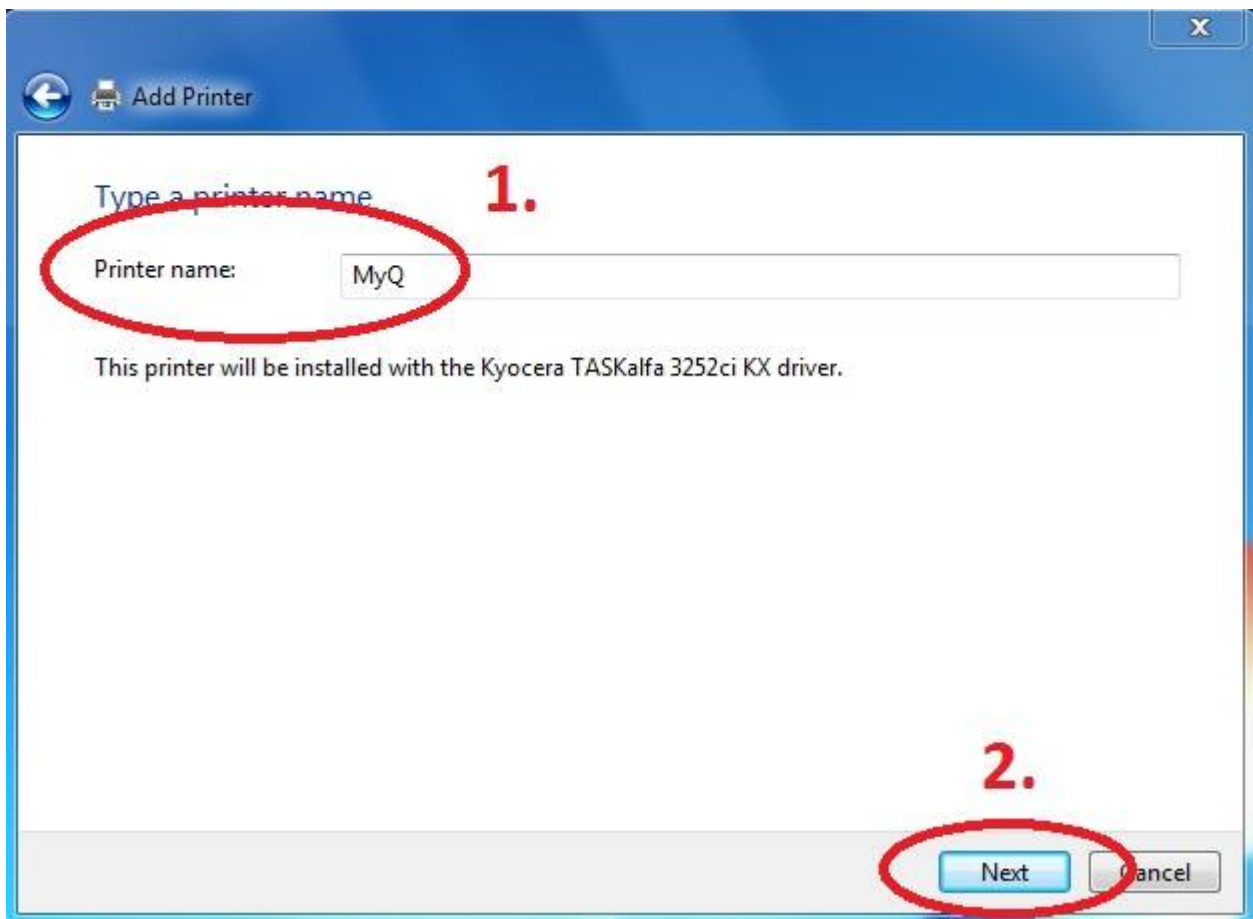 X
Add Printer
Type a printer name
1.
Printer name:
MyQ
This printer will be installed with the Kyocera TASKalfa 3252ci KX driver.
2.
Next
Cancel